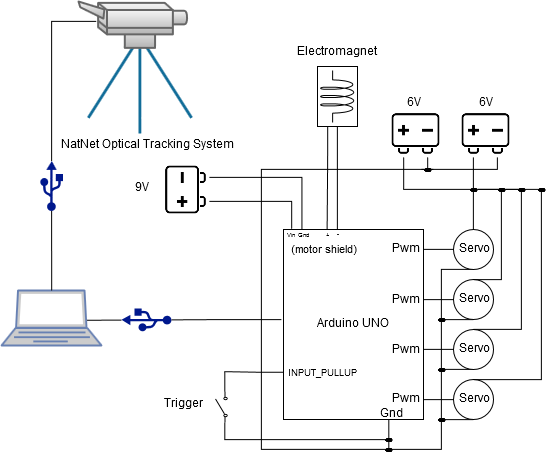 Electromagnet
6V
6V
NatNet Optical Tracking System
9V
Vin Gnd + -
(motor shield)
Pwm
Servo
Pwm
Servo
Arduino UNO
Pwm
Servo
INPUT_PULLUP
Pwm
Servo
Trigger
Gnd